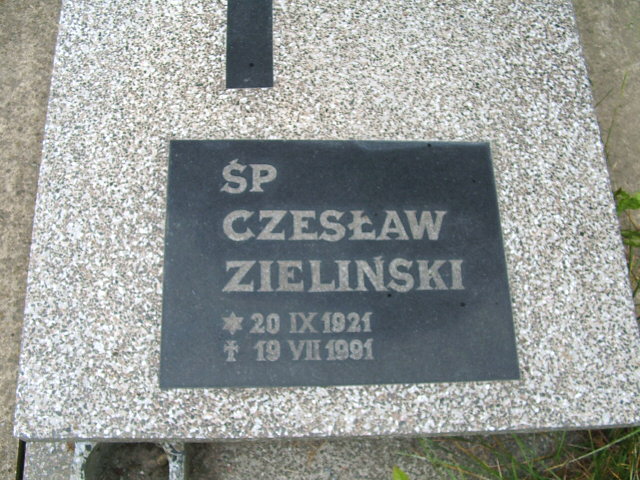 ŚP
CZESŁAW
ZIELIŃSKI
* 20 IX 1921
† 19 VII 1991